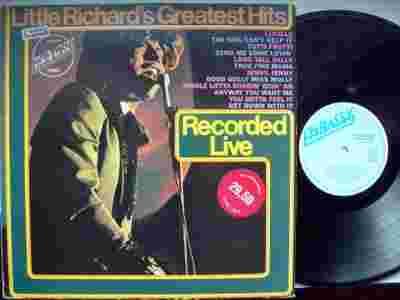 Little Richard's Greatest Hits
LUCILLE
THE GIRL CAN'T HELP IT
TUTTI FRUTTI
SEND ME SOME LOVIN'
LONG TALL SALLY
TRUE FINE MAMA
JENNY, JENNY
GOOD GOLLY MISS MOLLY
WHOLE LOTTA SHAKIN' GOIN' ON
ANYWAY YOU WANT ME
YOU GOTTA FEEL IT
GET DOWN WITH IT
Recorded
Live
29,50
EMBASSY